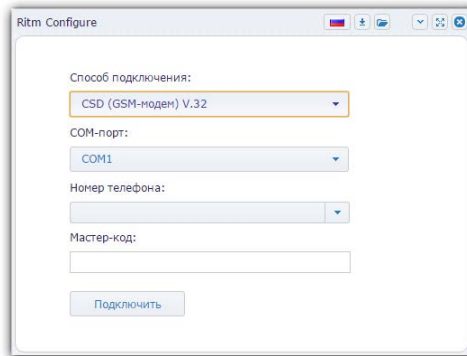 Ritm Configure
Способ подключения:
CSD (GSM-модем) V.32
COM-порт:
COM1
Номер телефона:
Мастер-код:
Подключить